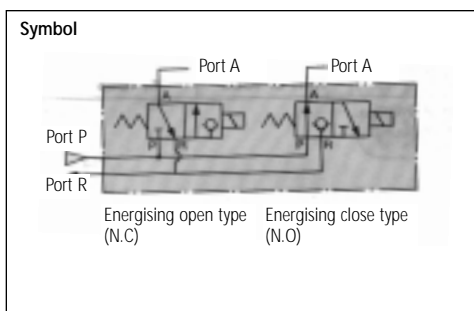 Symbol
Port A
Port A
A
A
P R
P R
Port P
Port R
Energising open type
(N.C)
Energising close type
(N.O)